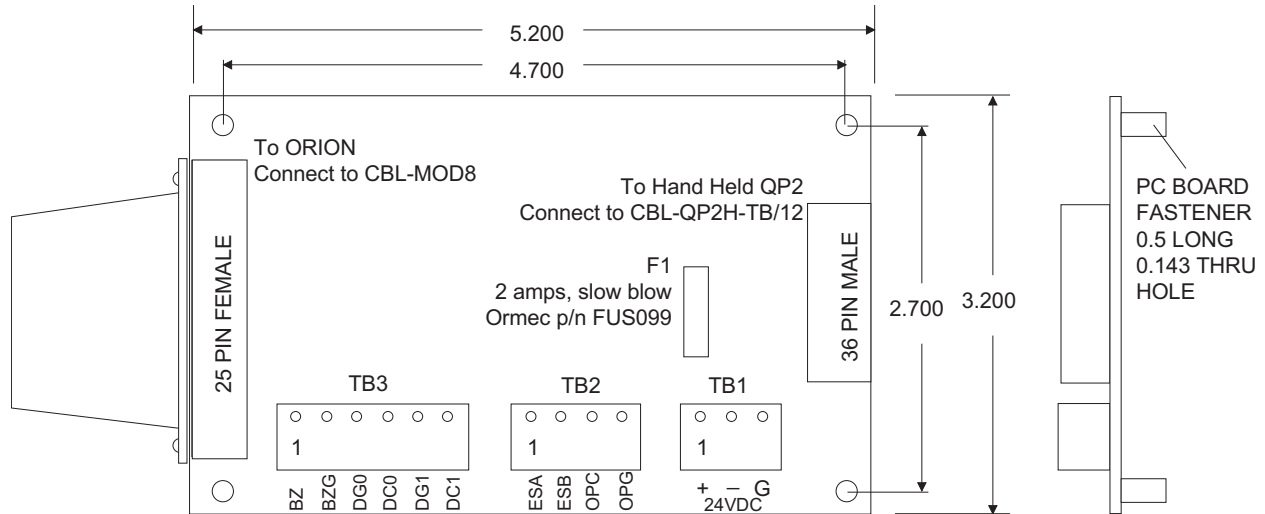 5.200
4.700
To ORION
Connect to CBL-MOD8
To Hand Held QP2
Connect to CBL-QP2H-TB/12
25 PIN FEMALE
36 PIN MALE
F1
2 amps, slow blow
Ormec p/n FUS099
2.700
3.200
PC BOARD
FASTENER
0.5 LONG
0.143 THRU
HOLE
TB3
1
BZ
BZG
DG0
DC0
DG1
DC1
TB2
1
ESA
ESB
OPC
OPG
TB1
1
+ – G
24VDC